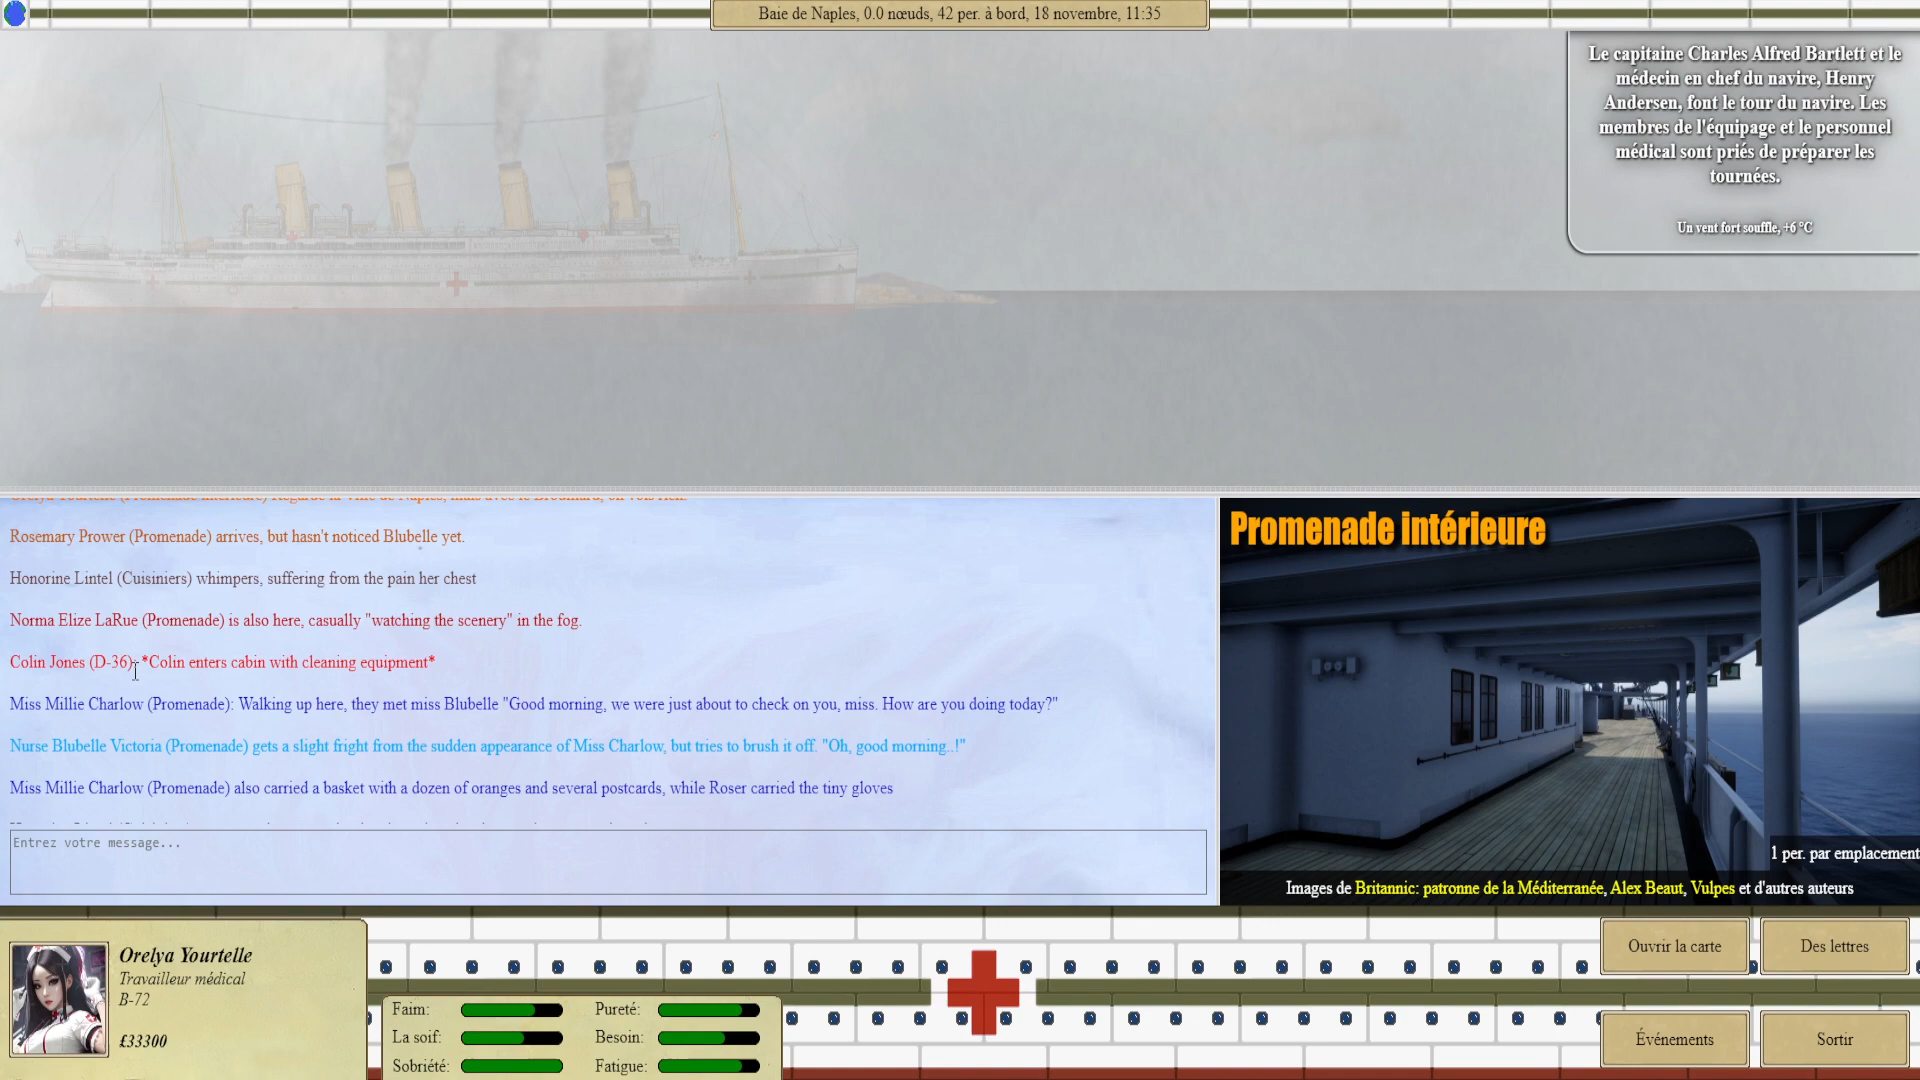 Baie de Naples, 0.0 nœuds, 42 per. à bord, 18 novembre, 11:35
Le capitaine Charles Alfred Bartlett et le
médecin en chef du navire, Henry
Andersen, font le tour du navire. Les
membres de l'équipage et le personnel
médical sont priés de préparer les
tournées.
Un vent fort souffle, +6 °C
Rosemary Prower (Promenade) arrives, but hasn't noticed Blubelle yet.
Honorine Lintel (Cuisiniers) whimpers, suffering from the pain her chest
Norma Elize LaRue (Promenade) is also here, casually "watching the scenery" in the fog.
Colin Jones (D-36): *Colin enters cabin with cleaning equipment*
Miss Millie Charlow (Promenade): Walking up here, they met miss Blubelle "Good morning, we were just about to check on you, miss. How are you doing today?"
Nurse Blubelle Victoria (Promenade) gets a slight fright from the sudden appearance of Miss Charlow, but tries to brush it off. "Oh, good morning..!"
Miss Millie Charlow (Promenade) also carried a basket with a dozen of oranges and several postcards, while Roser carried the tiny gloves
Entrez votre message...
Promenade intérieure
1 per. par emplacement
Images de Britannic: patronne de la Méditerranée, Alex Beaut, Vulpes et d'autres auteurs
Orelya Yourtelle
Travailleur médical
B-72
£33300
Faim:
Pureté:
La soif:
Besoin:
Sobriété:
Fatigue:
Ouvrir la carte
Des lettres
Événements
Sortir